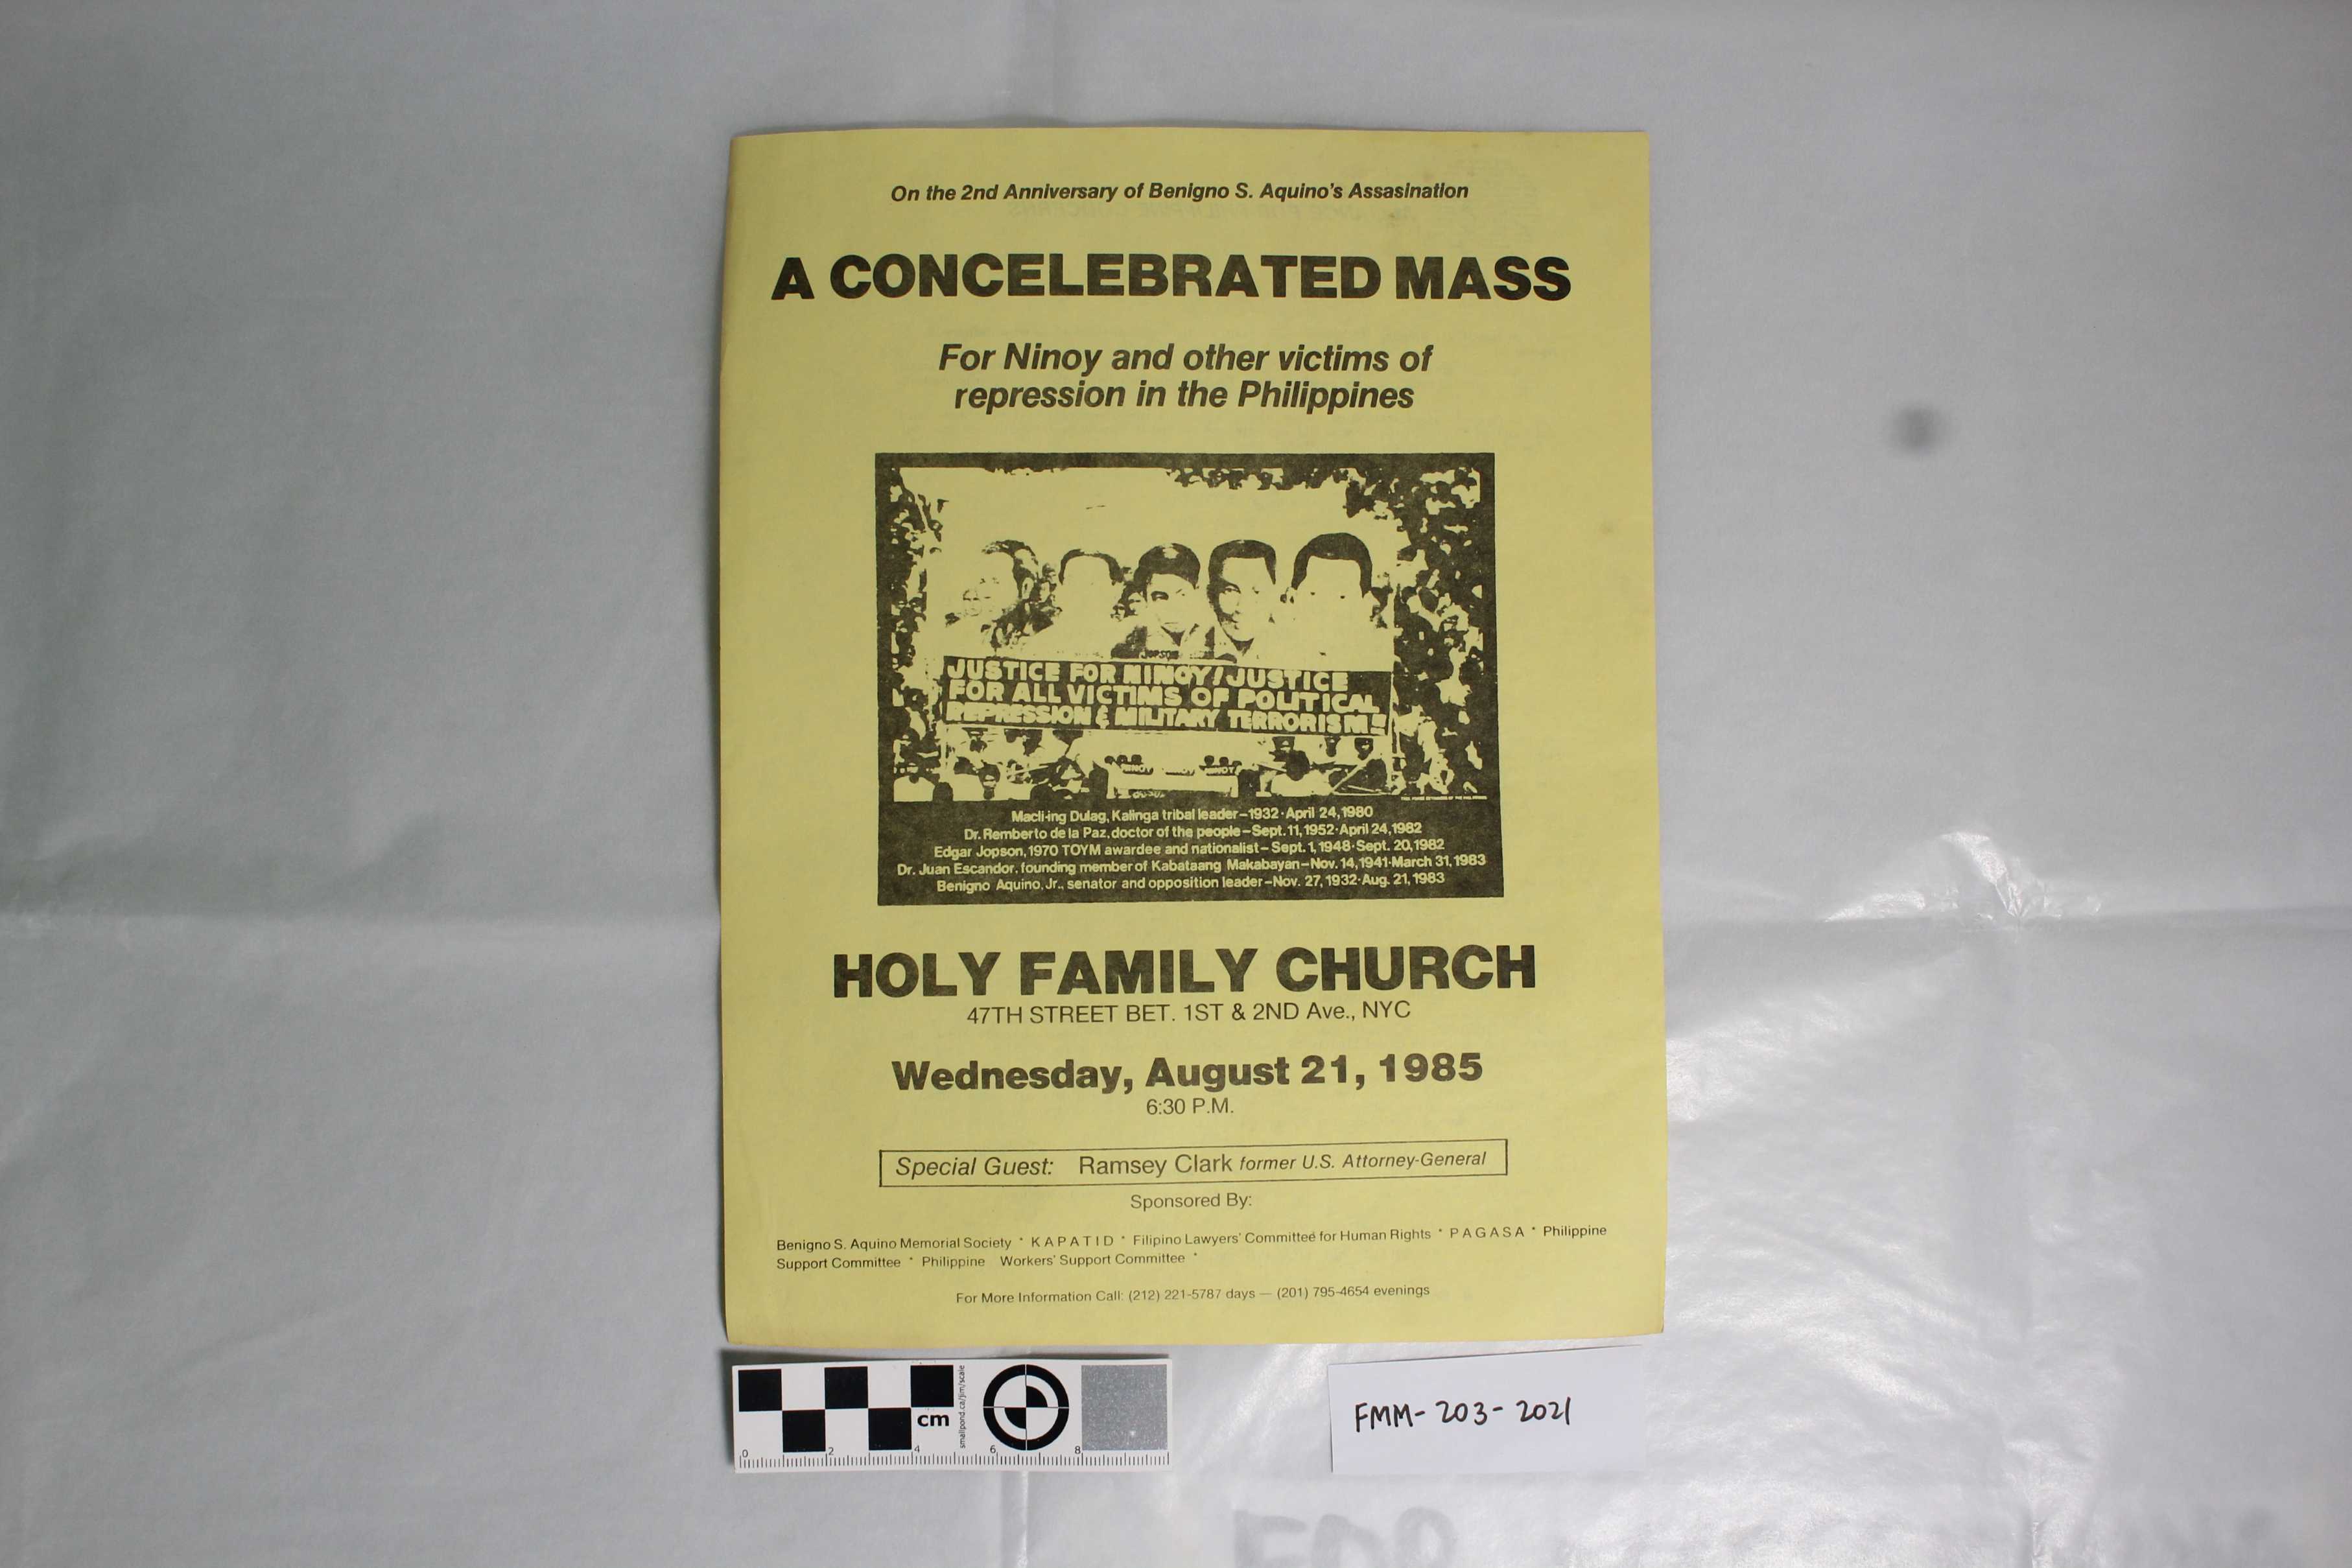 On the 2nd Anniversary of Benigno S. Aquino's Assasination
A CONCELEBRATED MASS
For Ninoy and other victims of
repression in the Philippines
JOPSON
JUSTICE FOR NINOY/JUSTICE
FOR ALL VICTIMS OF POLITICAL
REPRESSION & MILITARY TERRORISM!
NINOY NINOY
Macli-ing Dulag, Kalinga tribal leader–1932·April 24,1980
Dr. Remberto de la Paz, doctor of the people–Sept. 11, 1952·April 24,1982
Edgar Jopson, 1970 TOYM awardee and nationalist–Sept. 1, 1948·Sept. 20,1982
Dr. Juan Escandor, founding member of Kabataang Makabayan–Nov. 14, 1941·March 31, 1983
Benigno Aquino, Jr., senator and opposition leader–Nov. 27, 1932·Aug. 21, 1983
HOLY FAMILY CHURCH
47TH STREET BET. 1ST & 2ND Ave., NYC
Wednesday, August 21, 1985
6:30 P.M.
Special Guest: Ramsey Clark former U.S. Attorney-General
Sponsored By:
Benigno S. Aquino Memorial Society * K A P A T I D * Filipino Lawyers' Committee for Human Rights * P A G A S A * Philippine
Support Committee * Philippine Workers' Support Committee *
For More Information Call: (212) 221-5787 days — (201) 795-4654 evenings
cm
smallpond.ca/jim/scale
0 2 4 6 8
FMM-203-2021